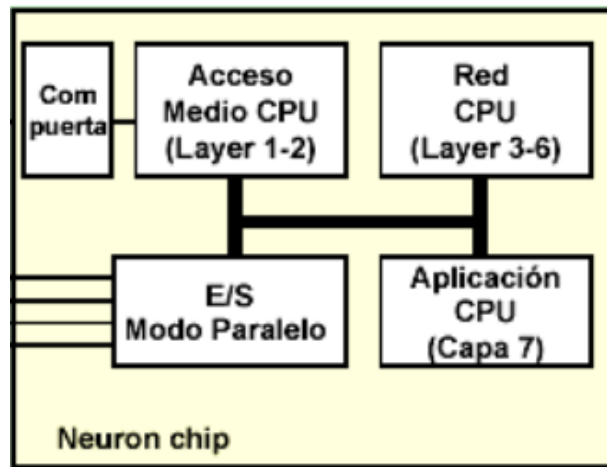 Com
puerta
Acceso
Medio CPU
(Layer 1-2)
Red
CPU
(Layer 3-6)
E/S
Modo Paralelo
Aplicación
CPU
(Capa 7)
Neuron chip